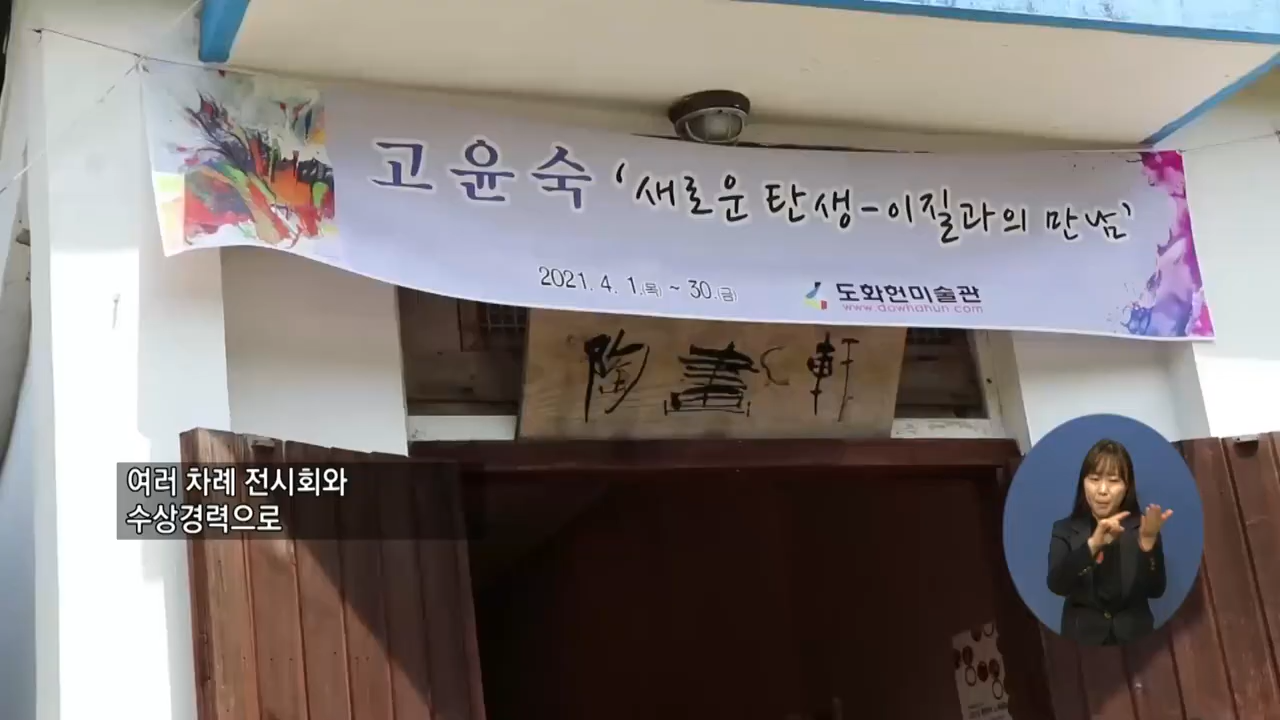 고윤숙 '새로운 탄생-이질과의 만남'
2021. 4. 1.(목) ~ 30.(금)
도화헌미술관
www.dowhahun.com
陶畵軒
여러 차례 전시회와
수상경력으로